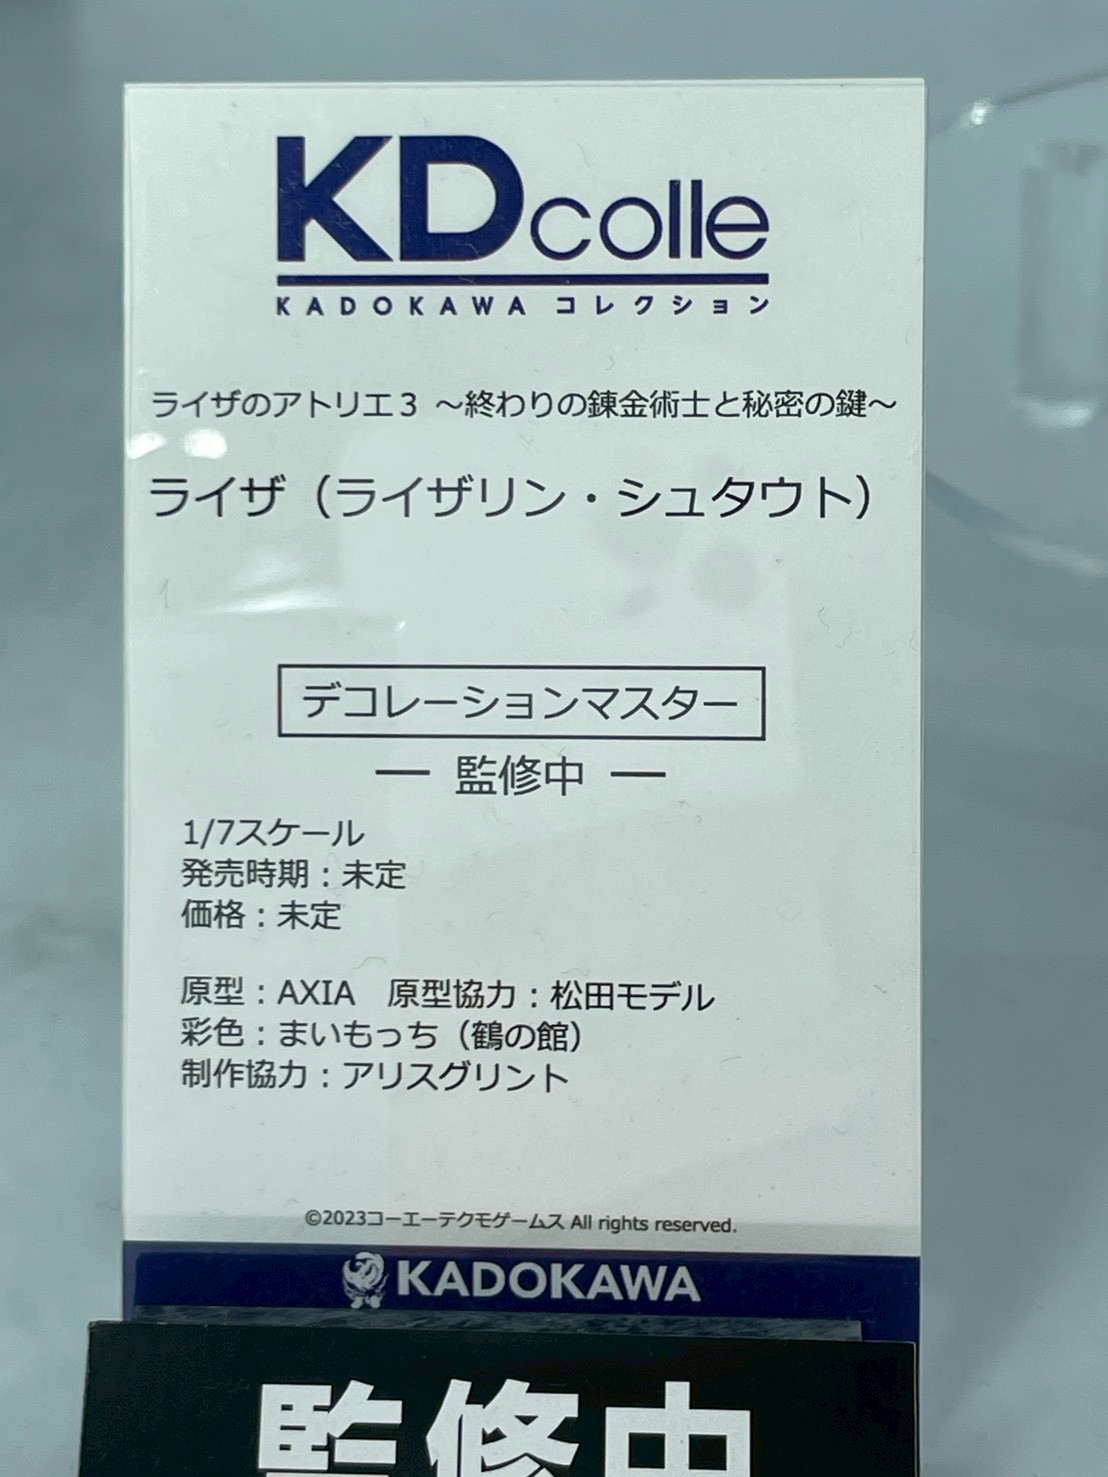 KDcolle
KADOKAWA コレクション
ライザのアトリエ３ ～終わりの錬金術士と秘密の鍵～
ライザ（ライザリン・シュタウト）
デコレーションマスター
― 監修中 ―
1/7スケール
発売時期：未定
価格：未定
原型：AXIA　原型協力：松田モデル
彩色：まいもっち（鶴の館）
制作協力：アリスグリント
©2023コーエーテクモゲームス All rights reserved.
KADOKAWA
監修中